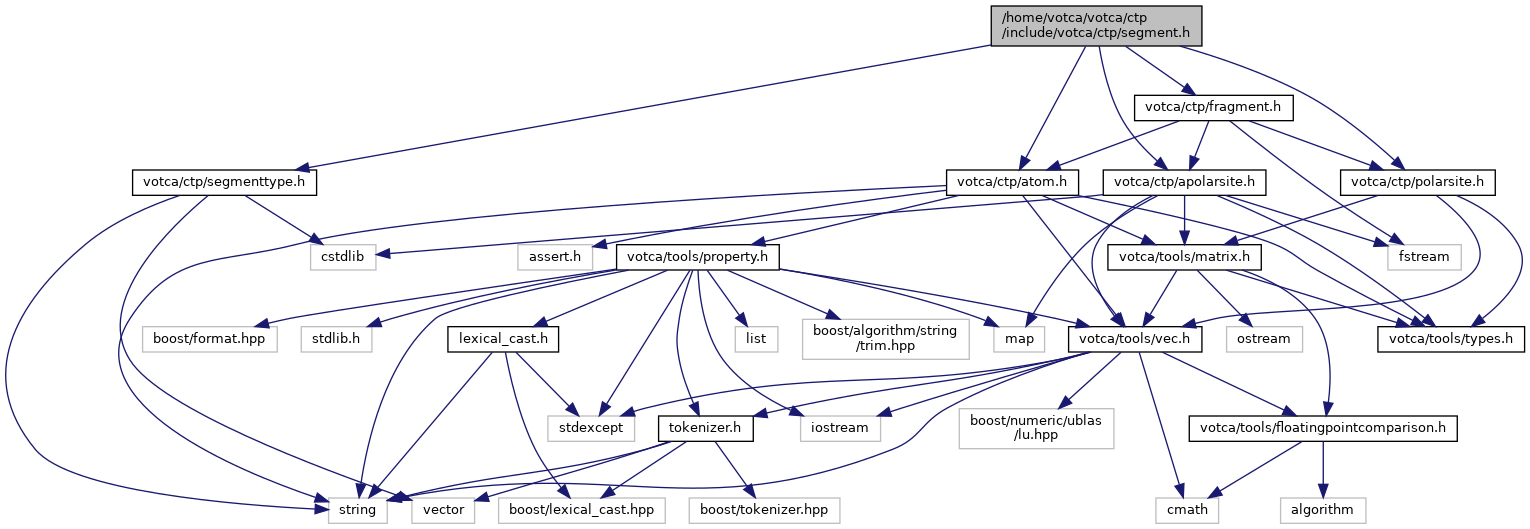 /home/votca/votca/ctp
/include/votca/ctp/segment.h
votca/ctp/fragment.h
votca/ctp/segmenttype.h
votca/ctp/atom.h
votca/ctp/apolarsite.h
votca/ctp/polarsite.h
cstdlib
assert.h
votca/tools/property.h
votca/tools/matrix.h
fstream
boost/format.hpp
stdlib.h
lexical_cast.h
list
boost/algorithm/string
/trim.hpp
map
votca/tools/vec.h
ostream
votca/tools/types.h
stdexcept
tokenizer.h
iostream
boost/numeric/ublas
/lu.hpp
votca/tools/floatingpointcomparison.h
string
vector
boost/lexical_cast.hpp
boost/tokenizer.hpp
cmath
algorithm